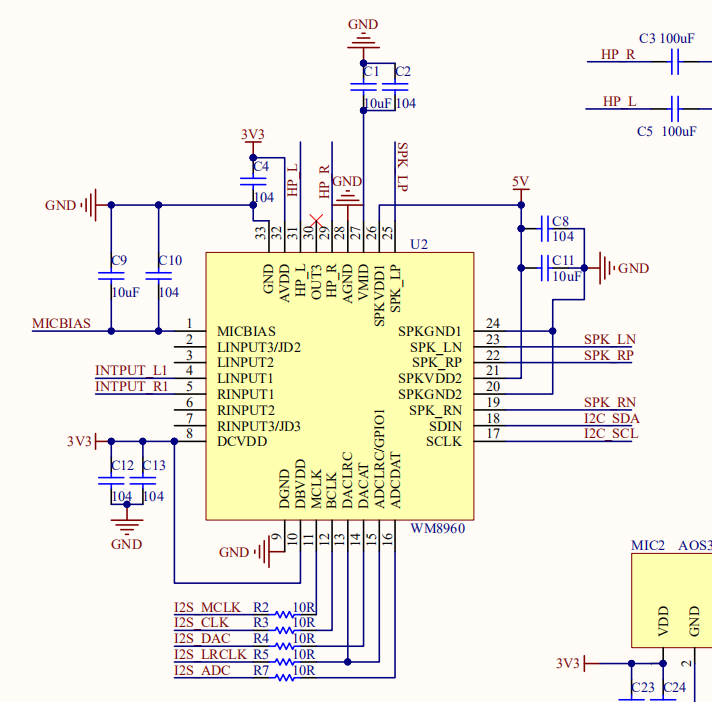 GND
C3 100uF
HP_R
C1 C2
10uF 104
HP_L
C5 100uF
3V3
C4
104
HP_L
HP_R
GND
SPK_LP
5V
GND
C8
104
C11
10uF
GND
C9
10uF
C10
104
33 32 31 30 29 28 27 26 25
U2
GND AVDD HP_L OUT3 HP_R AGND VMID SPKVDD1 SPK_LP
MICBIAS 1 MICBIAS
2 LINPUT3/JD2
3 LINPUT2
INTPUT_L1 4 LINPUT1
INTPUT_R1 5 RINPUT1
6 RINPUT2
7 RINPUT3/JD3
3V3 8 DCVDD
SPKGND1 24
SPK_LN 23 SPK_LN
SPK_RP 22 SPK_RP
SPKVDD2 21
SPKGND2 20
SPK_RN 19 SPK_RN
SDIN 18 I2C_SDA
SCLK 17 I2C_SCL
C12 C13
104 104
GND
DGND DBVDD MCLK BCLK DACLRC DACAT ADCLRC/GPIO1 ADCDAT
9 10 11 12 13 14 15 16
WM8960
GND
I2S_MCLK R2 10R
I2S_CLK R3 10R
I2S_DAC R4 10R
I2S_LRCLK R5 10R
I2S_ADC R7 10R
MIC2 AOS3
VDD
GND
3V3
2
C23 C24